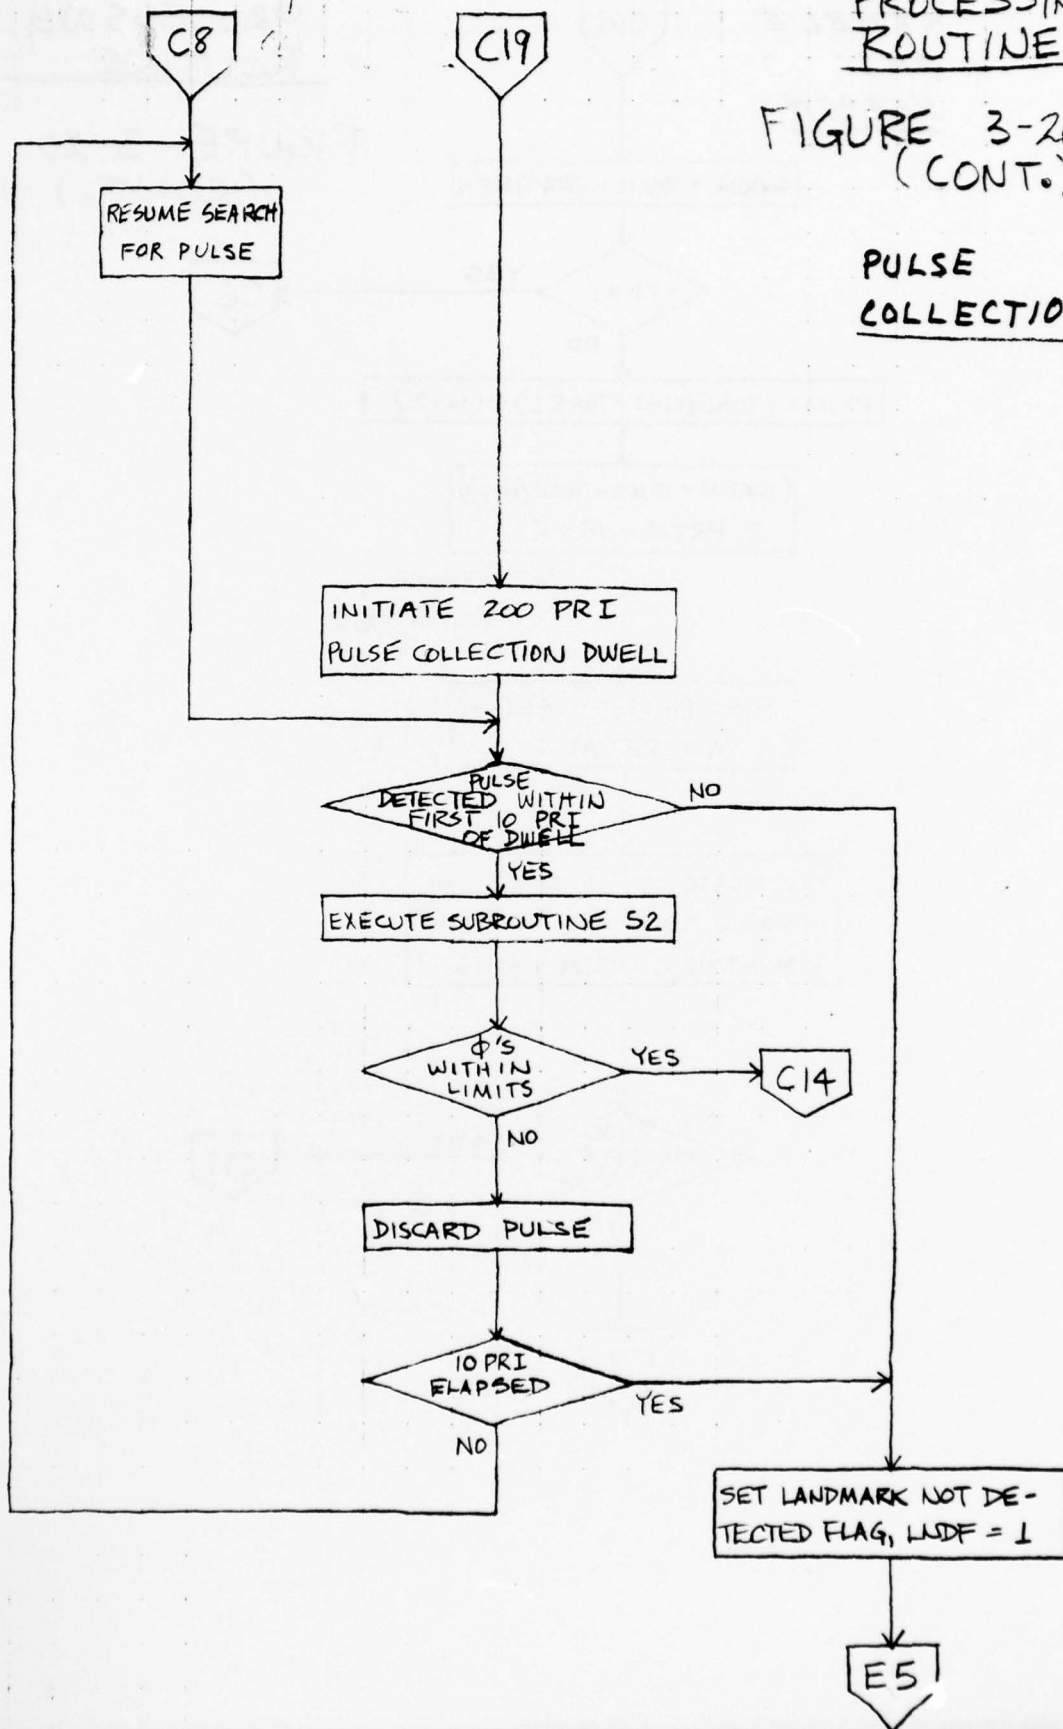 PROCESSIN
ROUTINE
FIGURE 3-2
(CONT.)
PULSE
COLLECTIO
C8
C19
RESUME SEARCH
FOR PULSE
INITIATE 200 PRI
PULSE COLLECTION DWELL
PULSE
DETECTED WITHIN
FIRST 10 PRI
OF DWELL
NO
YES
EXECUTE SUBROUTINE S2
ϕ'S
WITHIN
LIMITS
YES
C14
NO
DISCARD PULSE
10 PRI
ELAPSED
YES
NO
SET LANDMARK NOT DE-
TECTED FLAG, LNDF = 1
E5